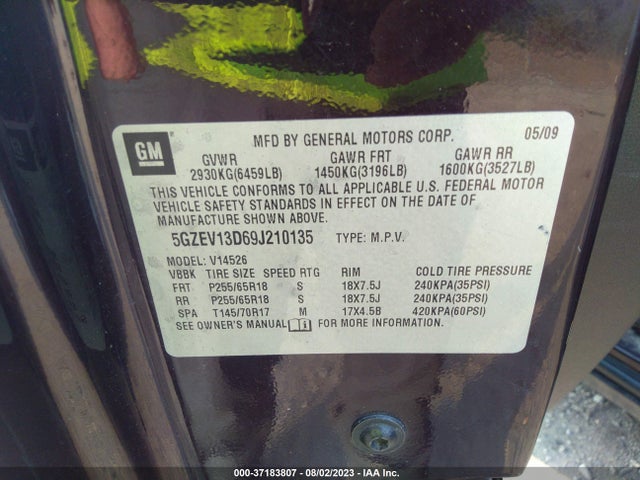 GM
MFD BY GENERAL MOTORS CORP. 05/09
GVWR GAWR FRT GAWR RR
2930KG(6459LB) 1450KG(3196LB) 1600KG(3527LB)
THIS VEHICLE CONFORMS TO ALL APPLICABLE U.S. FEDERAL MOTOR
VEHICLE SAFETY STANDARDS IN EFFECT ON THE DATE OF
MANUFACTURE SHOWN ABOVE.
5GZEV13D69J210135 TYPE: M.P.V.
MODEL: V14526
VBBK TIRE SIZE SPEED RTG RIM COLD TIRE PRESSURE
FRT P255/65R18 S 18X7.5J 240KPA(35PSI)
RR P255/65R18 S 18X7.5J 240KPA(35PSI)
SPA T145/70R17 M 17X4.5B 420KPA(60PSI)
SEE OWNER'S MANUAL FOR MORE INFORMATION.
000-37183807 - 08/02/2023 - IAA Inc.